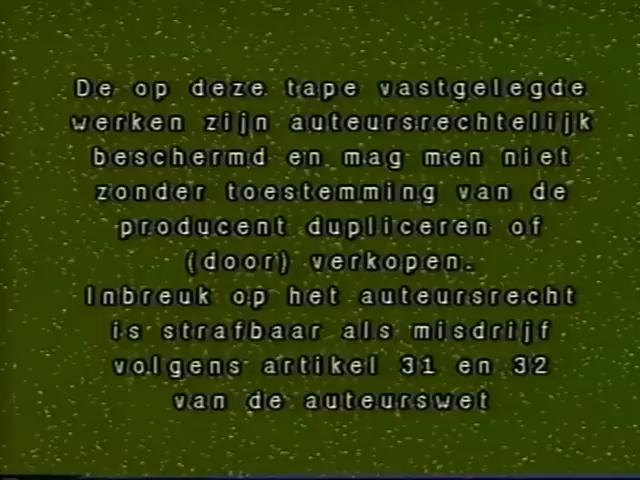 De op deze tape vastgelegde
werken zijn auteursrechtelijk
beschermd en mag men niet
zonder toestemming van de
producent dupliceren of
(door) verkopen.
Inbreuk op het auteursrecht
is strafbaar als misdrijf
volgens artikel 31 en 32
van de auteurswet